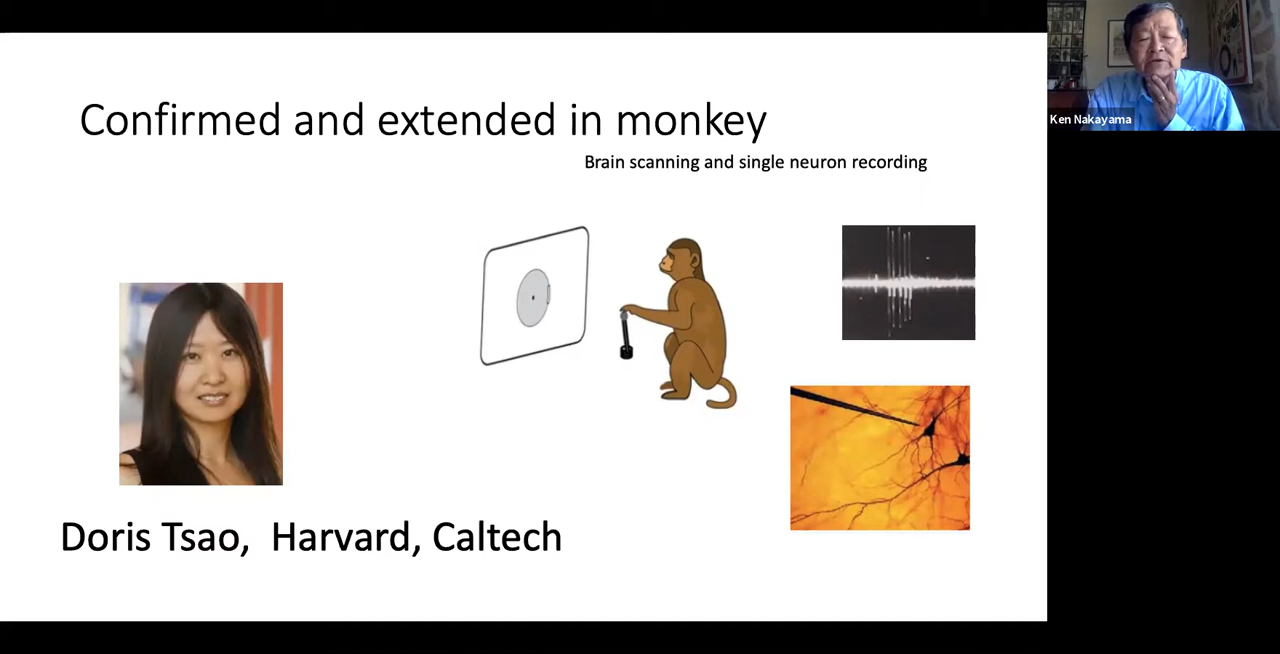 Confirmed and extended in monkey
Brain scanning and single neuron recording
Doris Tsao,  Harvard, Caltech
Ken Nakayama